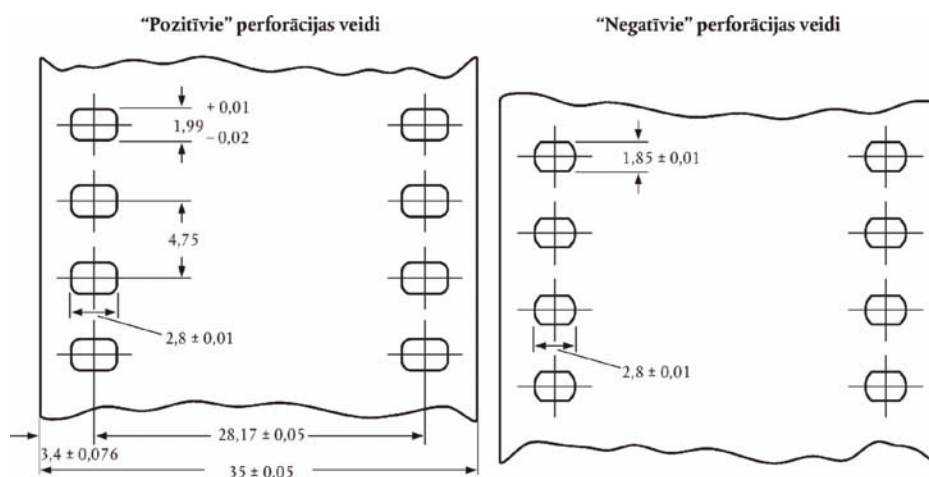 “Pozitīvie” perforācijas veidi
+ 0,01
1,99
– 0,02
4,75
2,8 ± 0,01
28,17 ± 0,05
3,4 ± 0,076
35 ± 0,05
“Negatīvie” perforācijas veidi
1,85 ± 0,01
2,8 ± 0,01